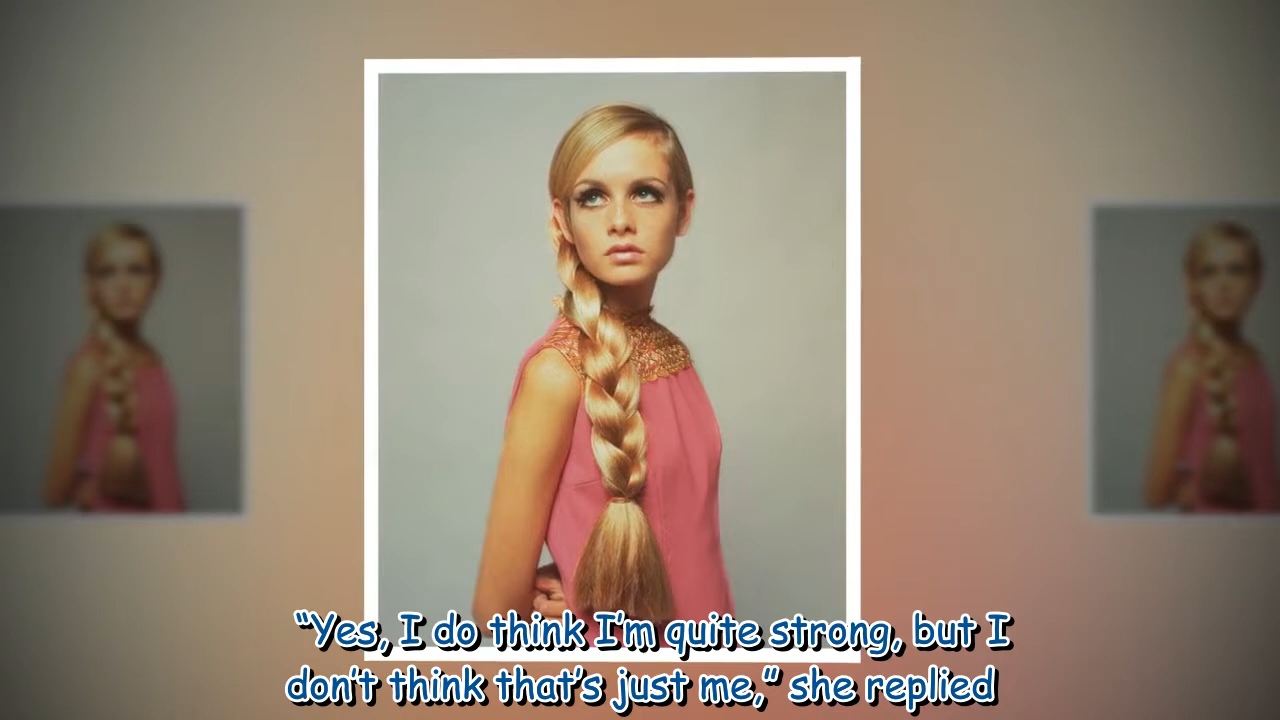 “Yes, I do think I’m quite strong, but I
don’t think that’s just me,” she replied